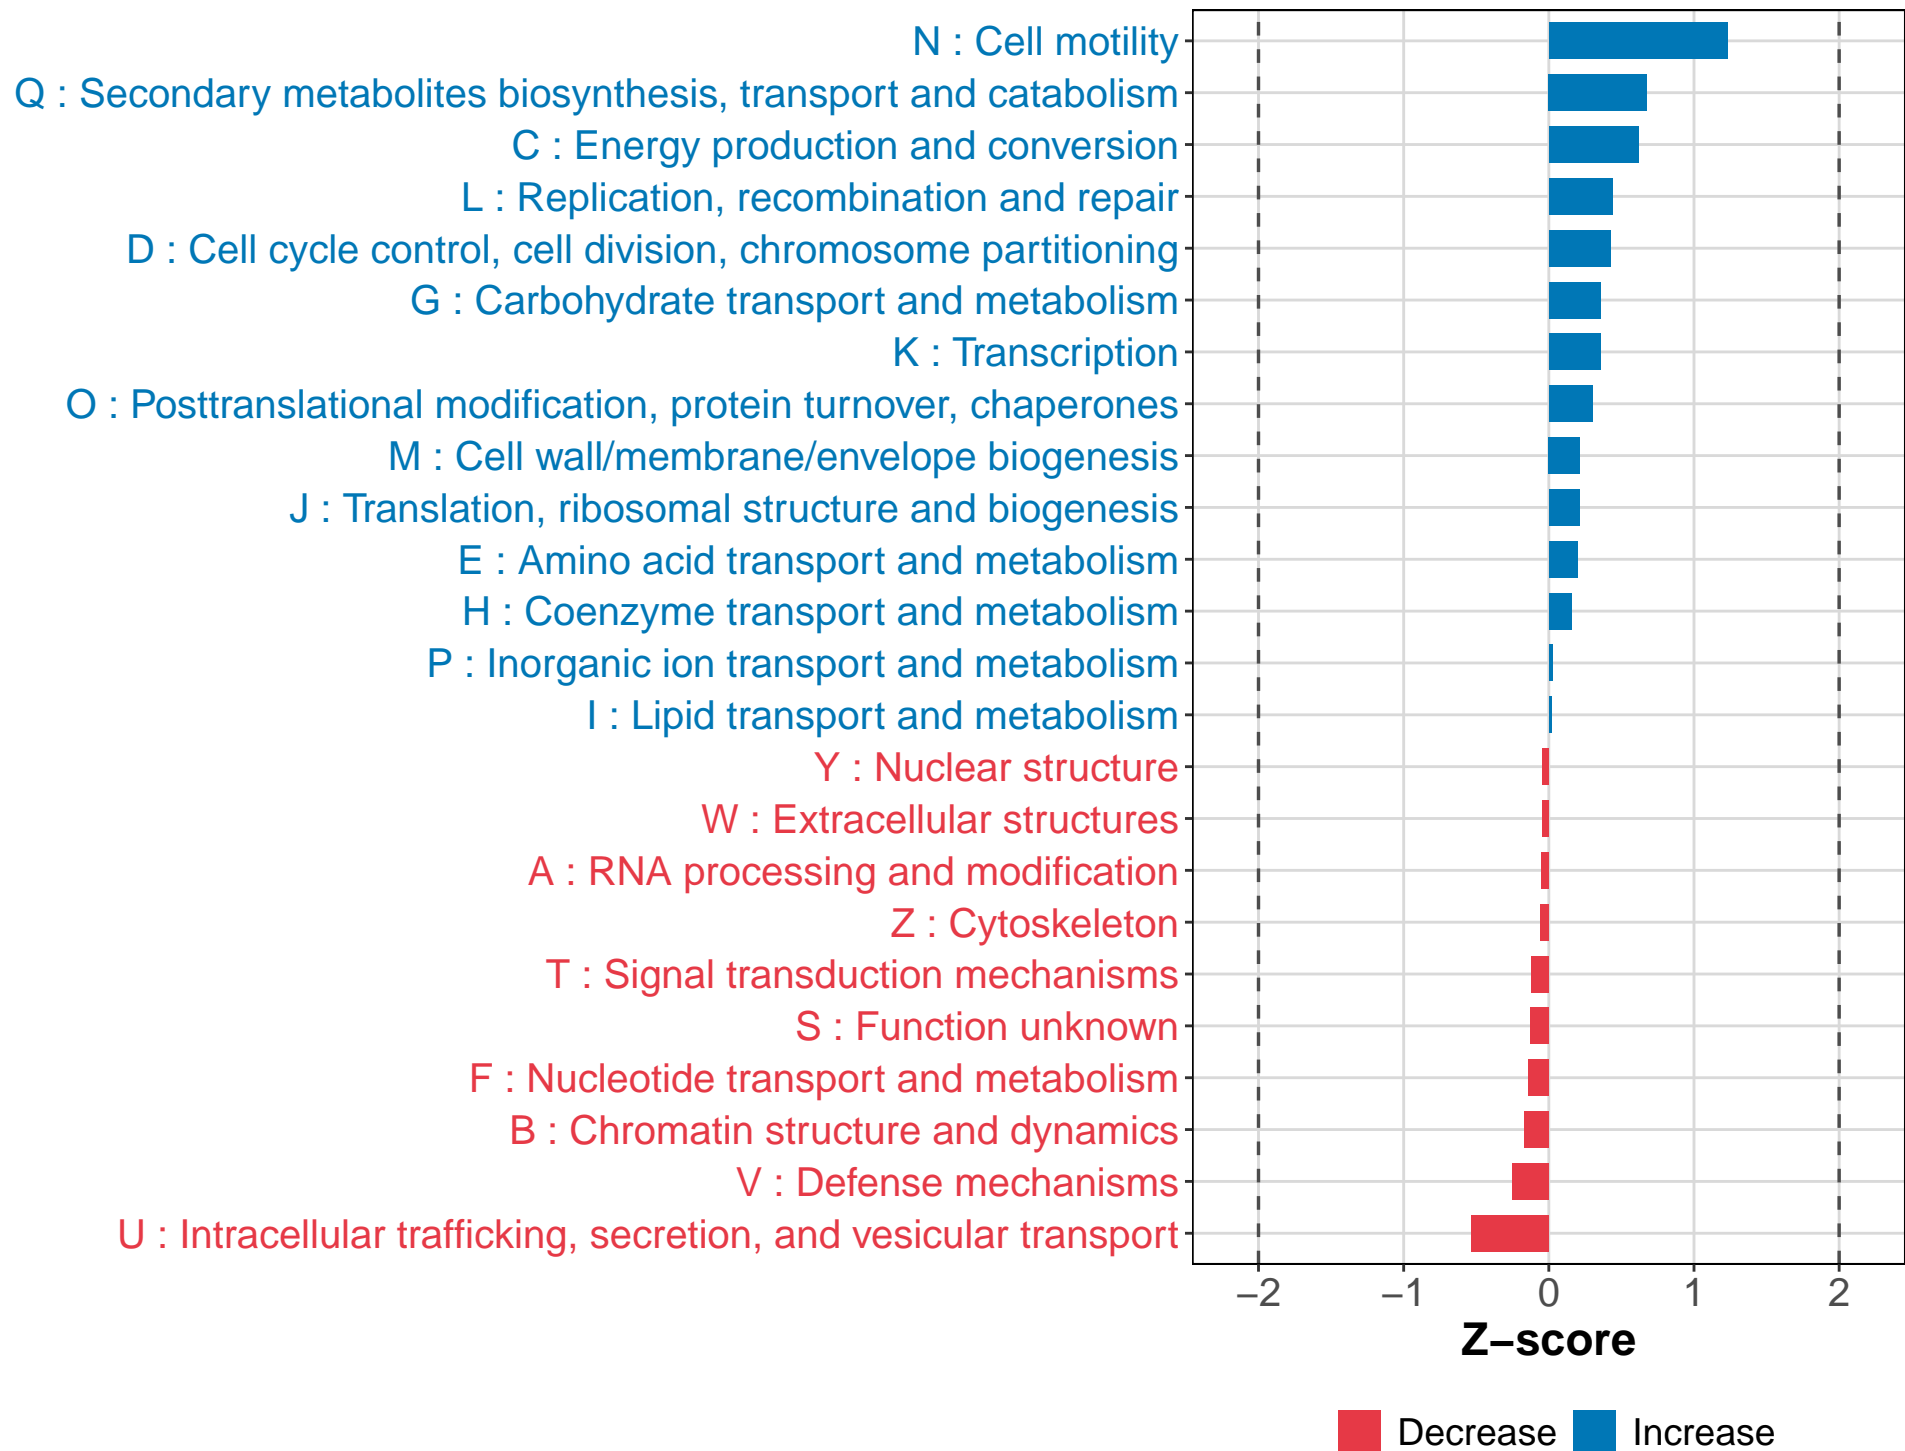 N : Cell motility
Q : Secondary metabolites biosynthesis, transport and catabolism
C : Energy production and conversion
L : Replication, recombination and repair
D : Cell cycle control, cell division, chromosome partitioning
G : Carbohydrate transport and metabolism
K : Transcription
O : Posttranslational modification, protein turnover, chaperones
M : Cell wall/membrane/envelope biogenesis
J : Translation, ribosomal structure and biogenesis
E : Amino acid transport and metabolism
H : Coenzyme transport and metabolism
P : Inorganic ion transport and metabolism
I : Lipid transport and metabolism
Y : Nuclear structure
W : Extracellular structures
A : RNA processing and modification
Z : Cytoskeleton
T : Signal transduction mechanisms
S : Function unknown
F : Nucleotide transport and metabolism
B : Chromatin structure and dynamics
V : Defense mechanisms
U : Intracellular trafficking, secretion, and vesicular transport
−2 −1 0 1 2
Z−score
Decrease Increase